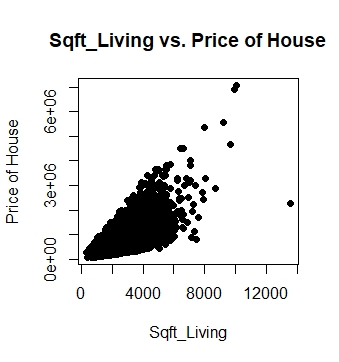 Sqft_Living vs. Price of House
Price of House
6e+06
3e+06
0e+00
0 4000 8000 12000
Sqft_Living